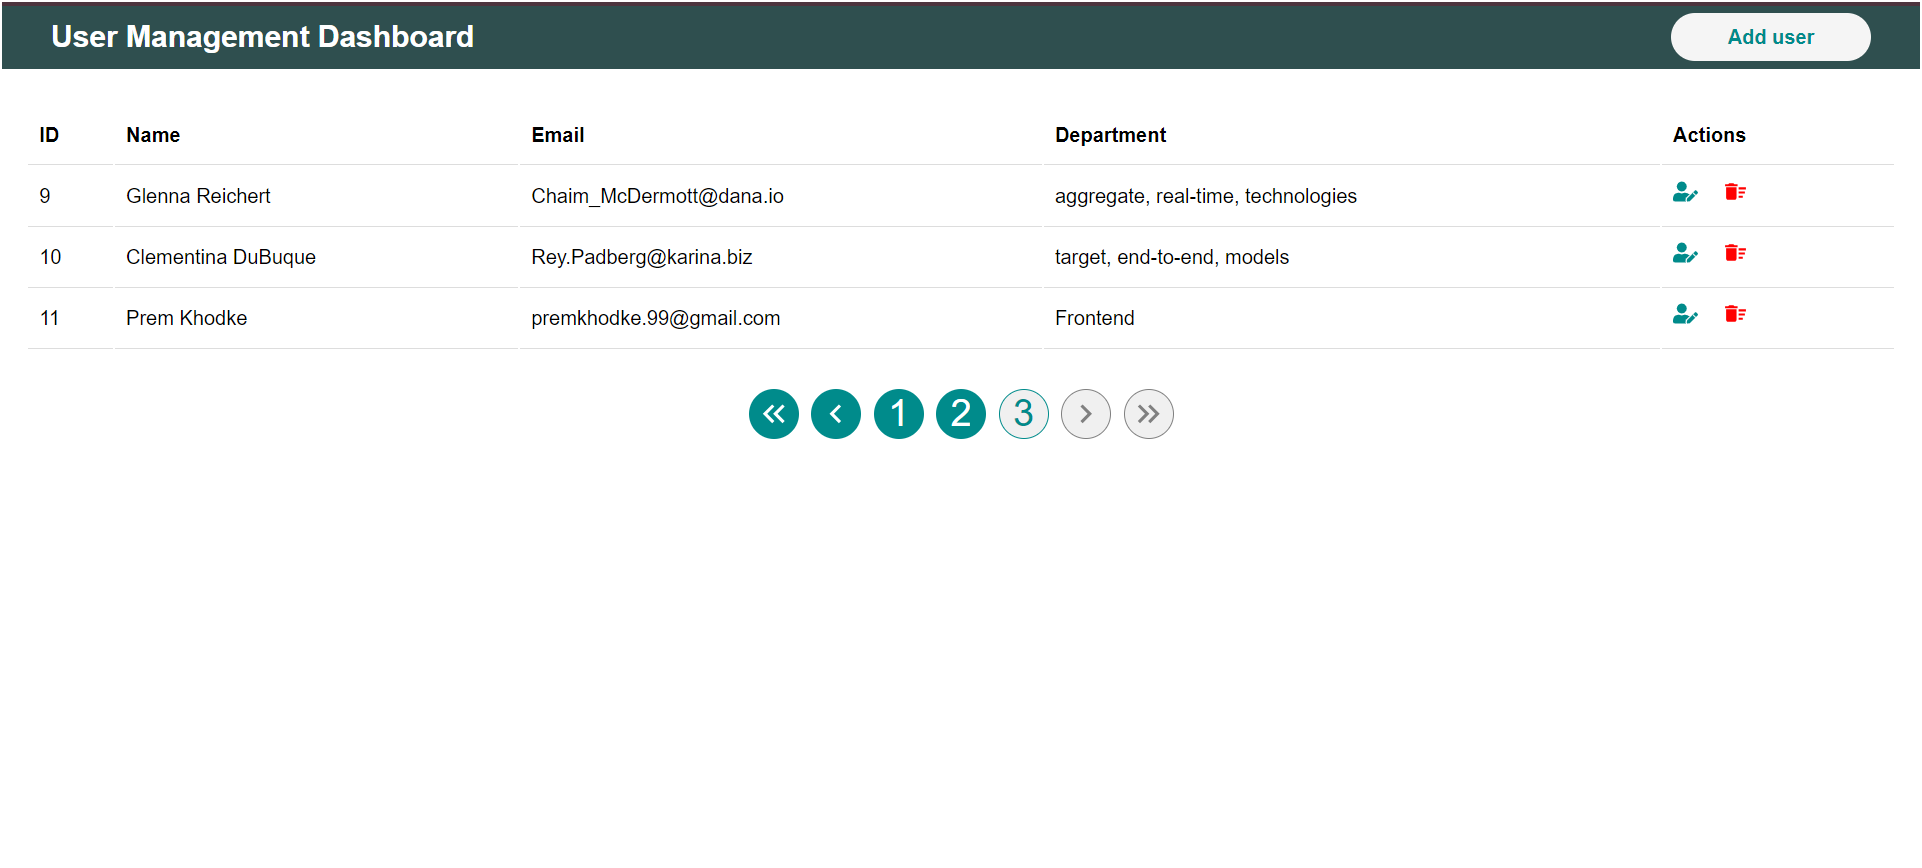 User Management Dashboard Add user
ID Name Email Department Actions
9 Glenna Reichert Chaim_McDermott@dana.io aggregate, real-time, technologies
10 Clementina DuBuque Rey.Padberg@karina.biz target, end-to-end, models
11 Prem Khodke premkhodke.99@gmail.com Frontend
1 2 3